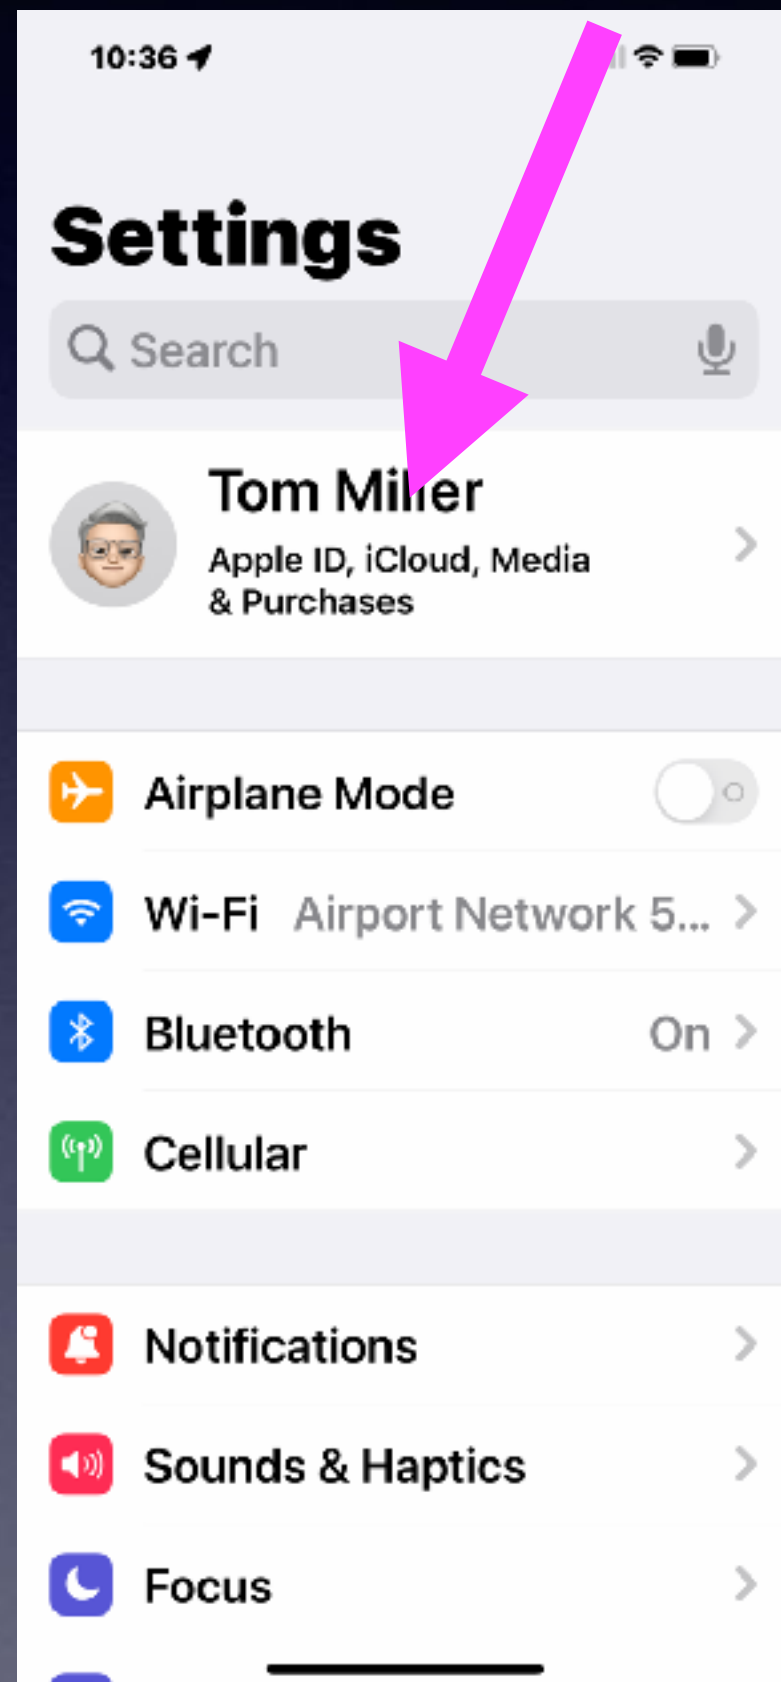 10:36
Settings
Search
Tom Miller
Apple ID, iCloud, Media
& Purchases
Airplane Mode
Wi-Fi Airport Network 5...
Bluetooth On
Cellular
Notifications
Sounds & Haptics
Focus